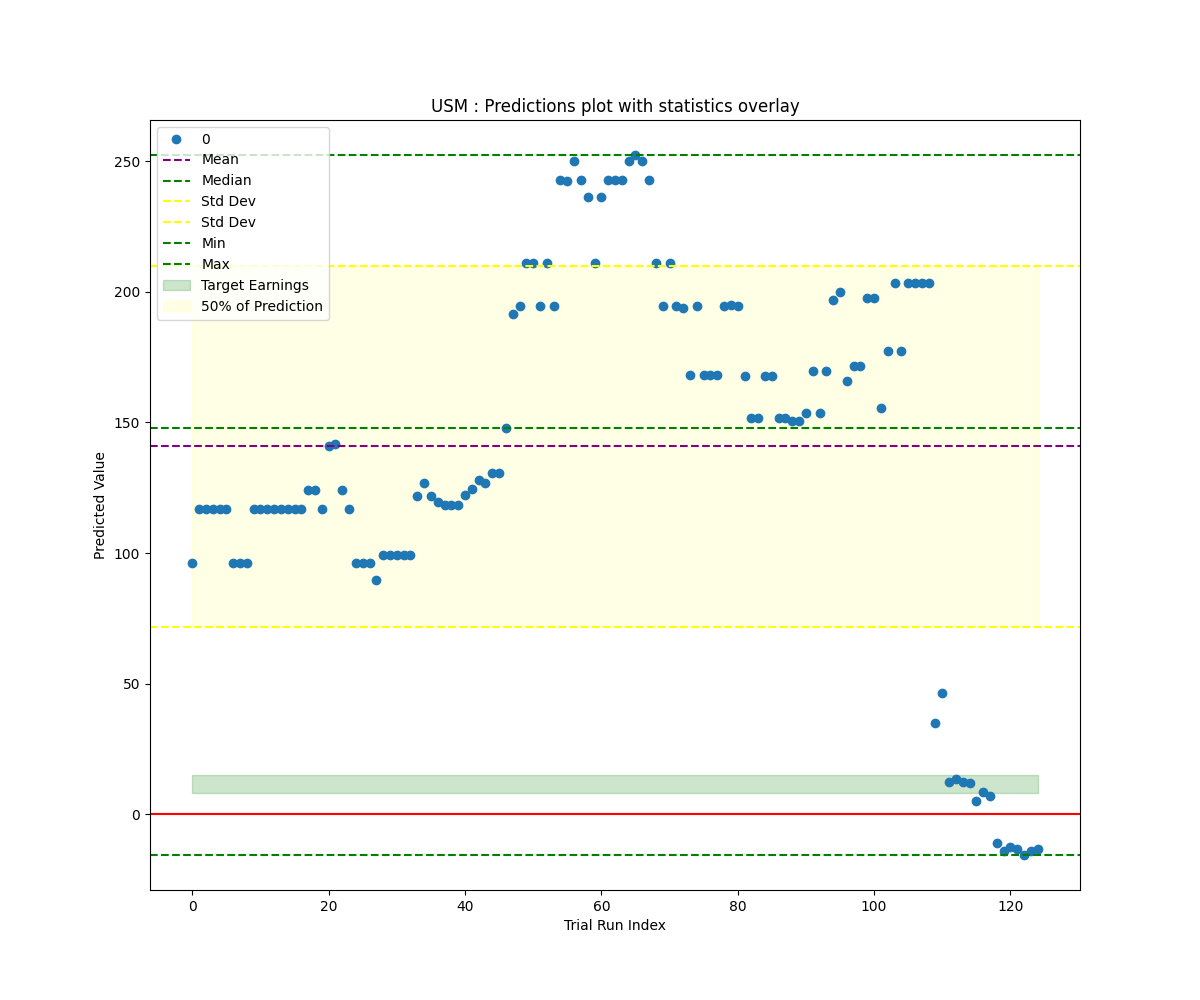 USM : Predictions plot with statistics overlay
0
Mean
Median
Std Dev
Std Dev
Min
Max
Target Earnings
50% of Prediction
250
200
150
100
50
0
Predicted Value
0 20 40 60 80 100 120
Trial Run Index